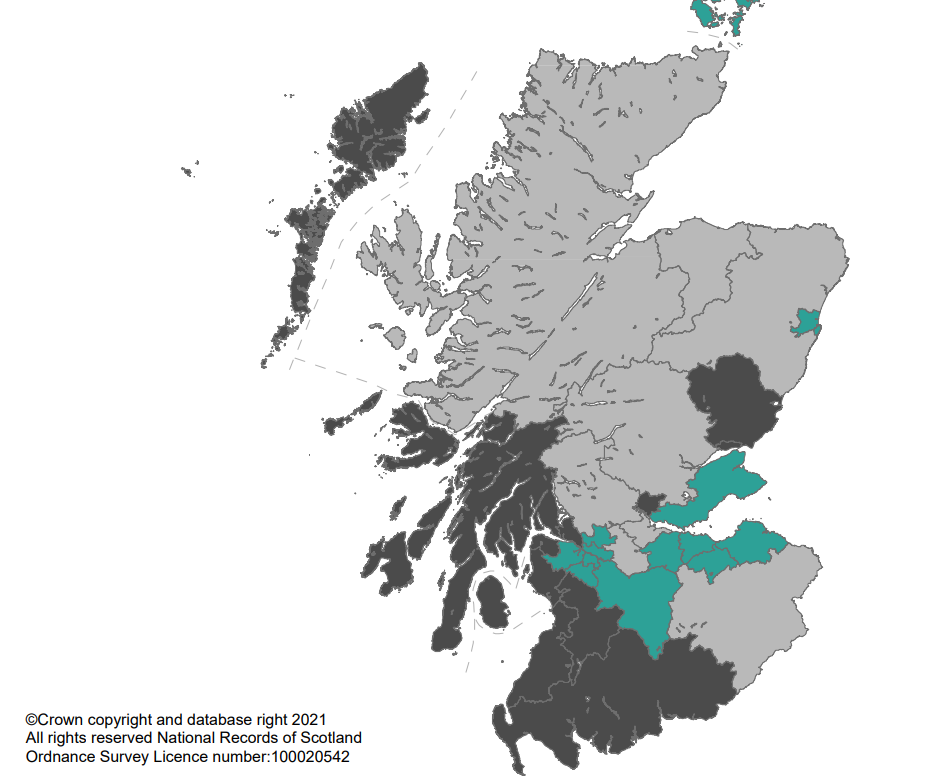 ©Crown copyright and database right 2021
All rights reserved National Records of Scotland
Ordnance Survey Licence number:100020542